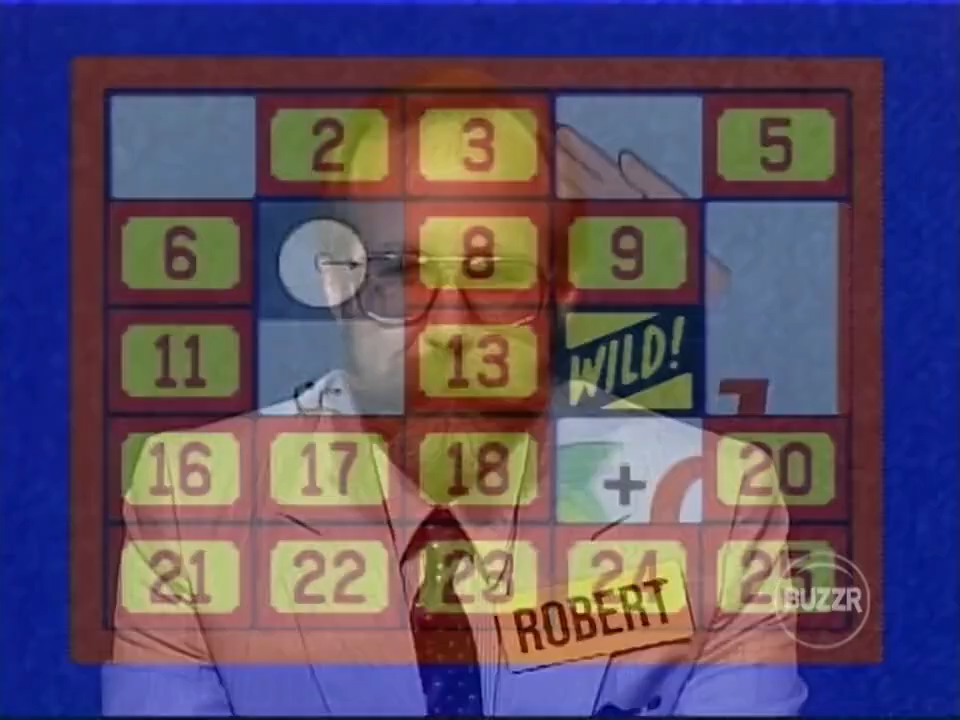 2 3 5
6 8 9
11 13 WILD!
16 17 18 + 20
21 22 23 24 25
ROBERT
BUZZR